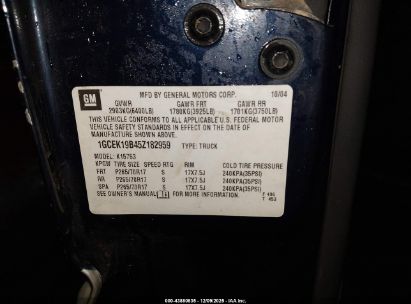 GM
MFD BY GENERAL MOTORS CORP. 10/04
GVWR GAWR FRT GAWR RR
2903KG(6400LB) 1780KG(3925LB) 1701KG(3750LB)
THIS VEHICLE CONFORMS TO ALL APPLICABLE U.S. FEDERAL MOTOR
VEHICLE SAFETY STANDARDS IN EFFECT ON THE DATE OF
MANUFACTURE SHOWN ABOVE.
1GCEK19B45Z182959 TYPE: TRUCK
MODEL: K15753
TIRE SIZE SPEED RTG RIM COLD TIRE PRESSURE
FRT P265/70R17 S 17X7.5J 240KPA(35PSI)
RR P265/70R17 S 17X7.5J 240KPA(35PSI)
SPA P265/70R17 S 17X7.5J 240KPA(35PSI)
SEE OWNER'S MANUAL FOR MORE INFORMATION.